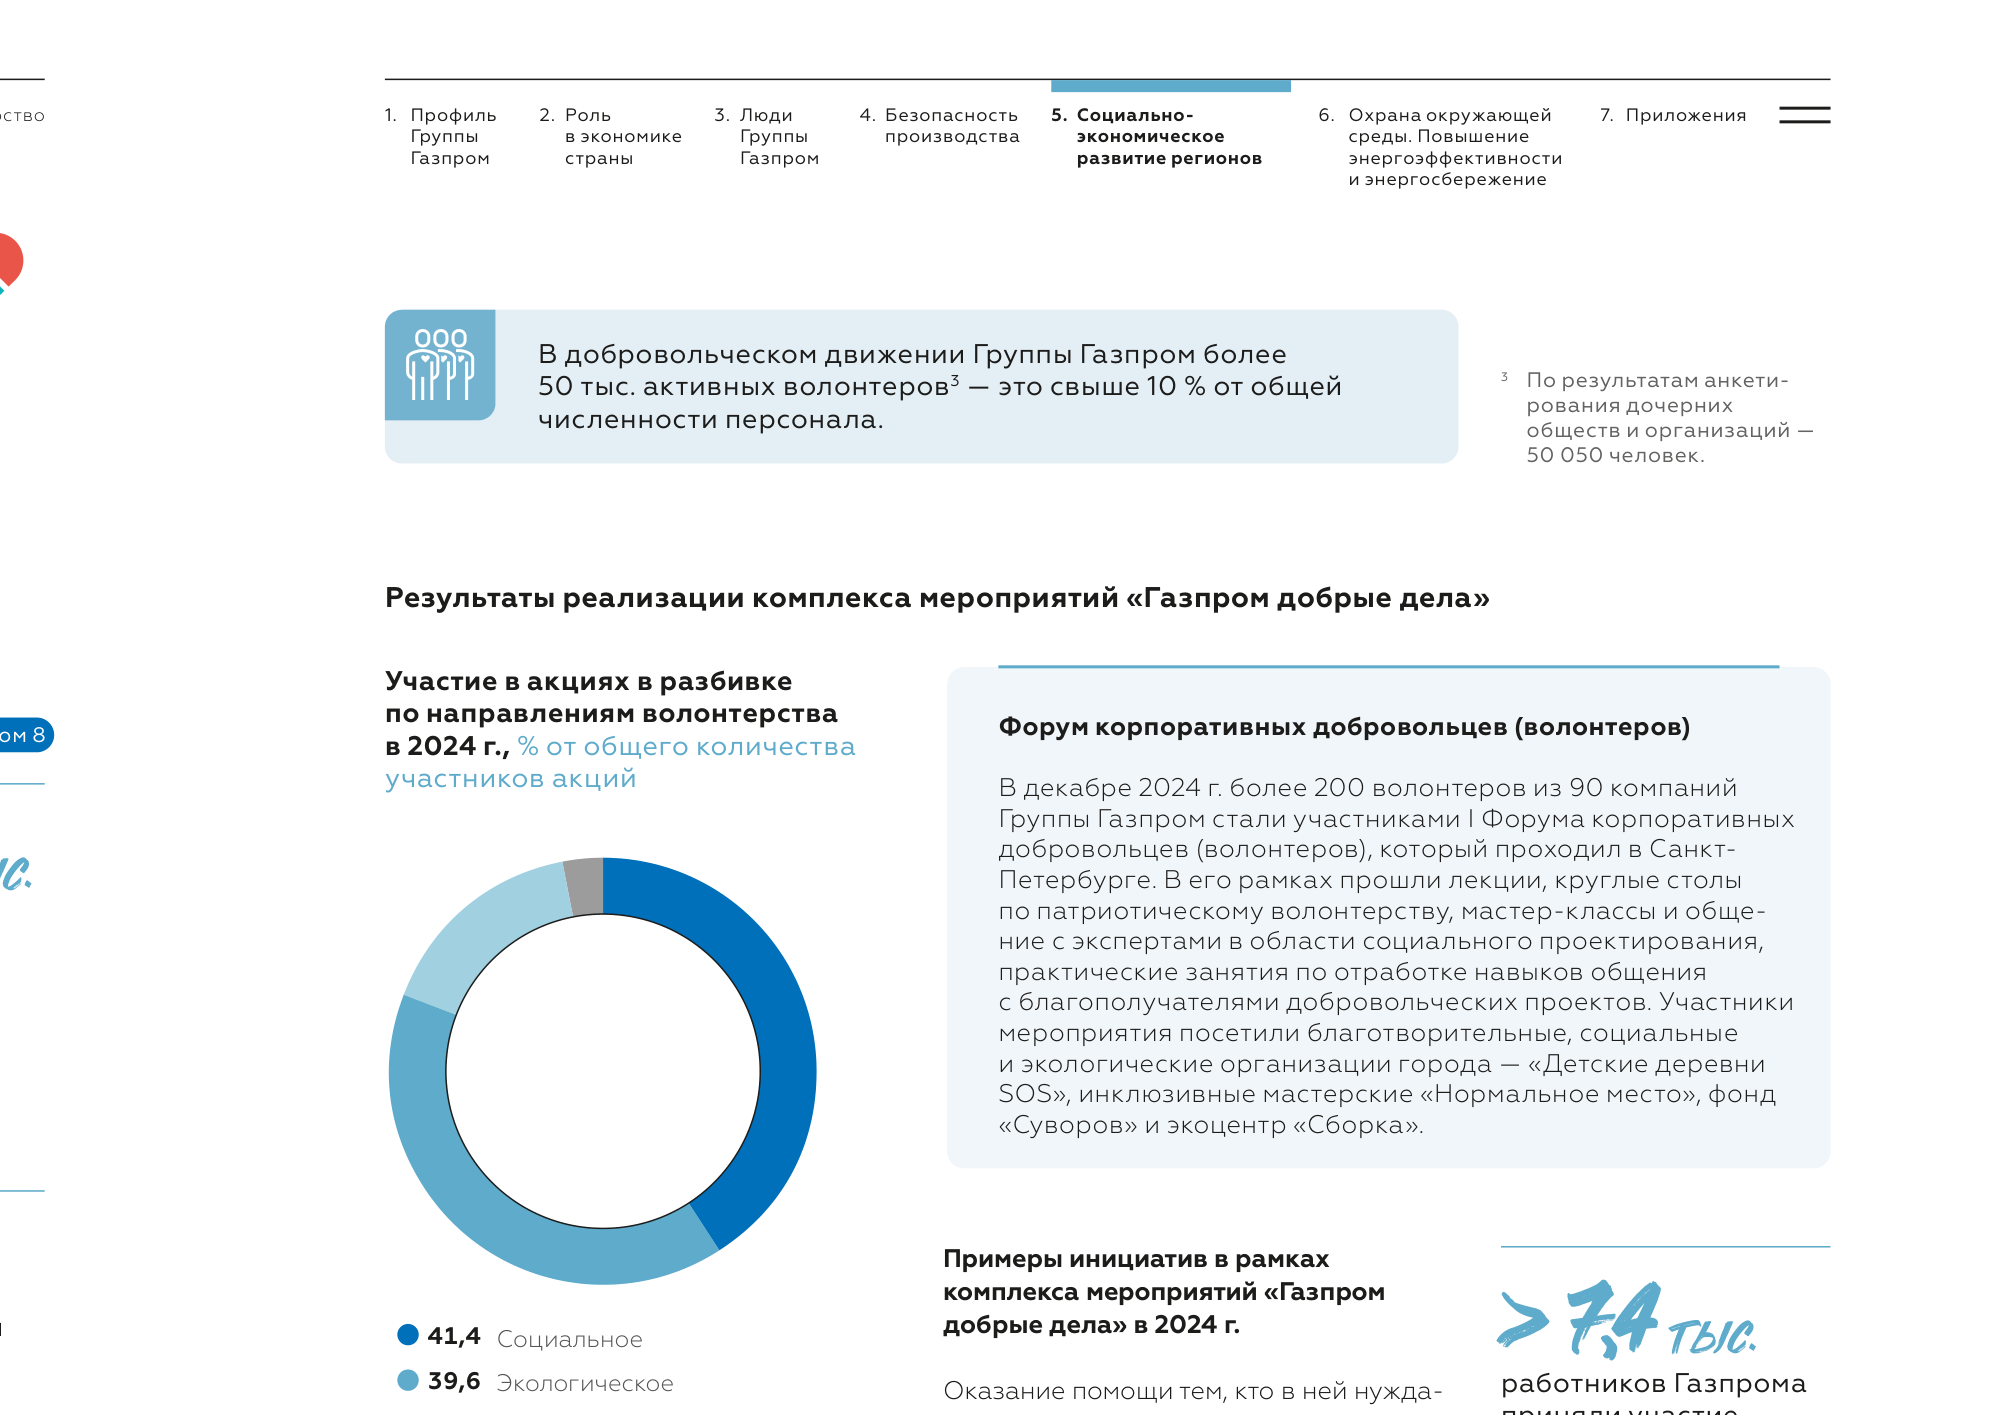 1. Профиль
Группы
Газпром
2. Роль
в экономике
страны
3. Люди
Группы
Газпром
4. Безопасность
производства
5. Социально-
экономическое
развитие регионов
6. Охрана окружающей
среды. Повышение
энергоэффективности
и энергосбережение
7. Приложения
В добровольческом движении Группы Газпром более
50 тыс. активных волонтеров³ — это свыше 10 % от общей
численности персонала.
³ По результатам анкети-
рования дочерних
обществ и организаций —
50 050 человек.
Результаты реализации комплекса мероприятий «Газпром добрые дела»
Участие в акциях в разбивке
по направлениям волонтерства
в 2024 г., % от общего количества
участников акций
41,4 Социальное
39,6 Экологическое
Форум корпоративных добровольцев (волонтеров)
В декабре 2024 г. более 200 волонтеров из 90 компаний
Группы Газпром стали участниками I Форума корпоративных
добровольцев (волонтеров), который проходил в Санкт-
Петербурге. В его рамках прошли лекции, круглые столы
по патриотическому волонтерству, мастер-классы и обще-
ние с экспертами в области социального проектирования,
практические занятия по отработке навыков общения
с благополучателями добровольческих проектов. Участники
мероприятия посетили благотворительные, социальные
и экологические организации города — «Детские деревни
SOS», инклюзивные мастерские «Нормальное место», фонд
«Суворов» и экоцентр «Сборка».
Примеры инициатив в рамках
комплекса мероприятий «Газпром
добрые дела» в 2024 г.
Оказание помощи тем, кто в ней нужда-
> 7,4 тыс.
работников Газпрома
приняли участие